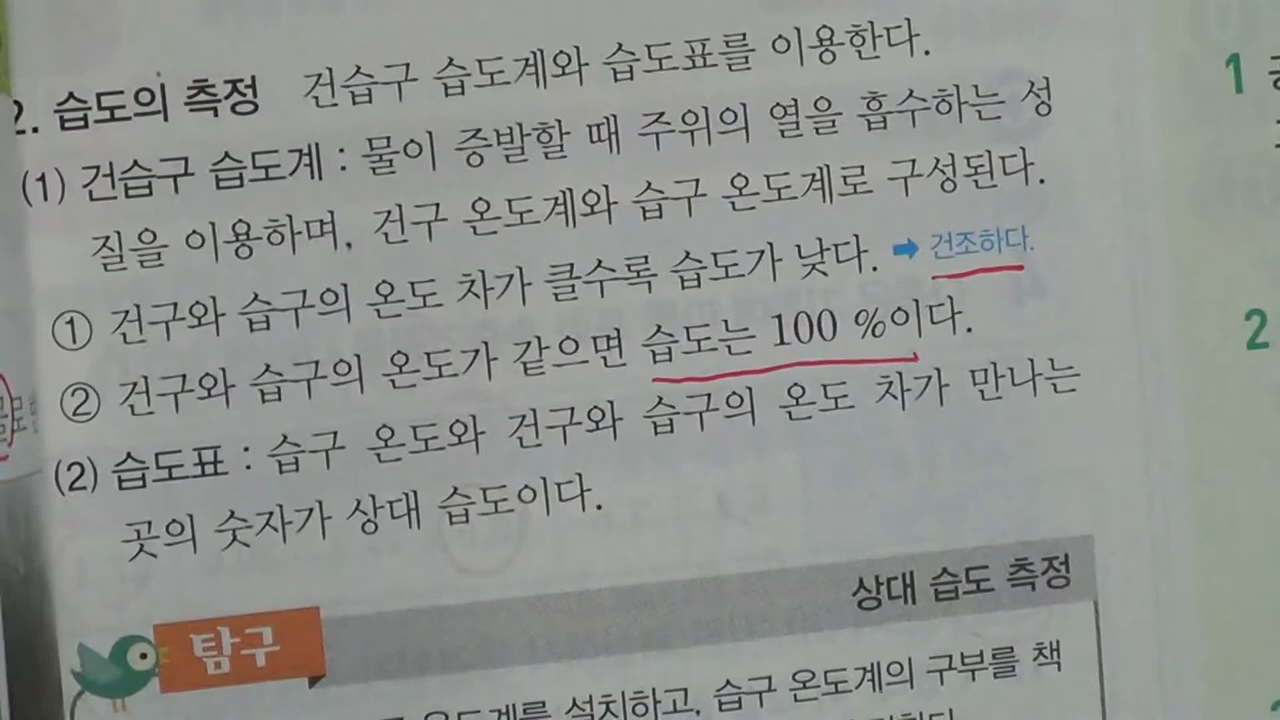 2. 습도의 측정 건습구 습도계와 습도표를 이용한다.
(1) 건습구 습도계 : 물이 증발할 때 주위의 열을 흡수하는 성
질을 이용하며, 건구 온도계와 습구 온도계로 구성된다.
① 건구와 습구의 온도 차가 클수록 습도가 낮다. ➡ 건조하다.
② 건구와 습구의 온도가 같으면 습도는 100 %이다.
(2) 습도표 : 습구 온도와 건구와 습구의 온도 차가 만나는
곳의 숫자가 상대 습도이다.
탐구
상대 습도 측정
설치하고, 습구 온도계의 구부를 책
1
2